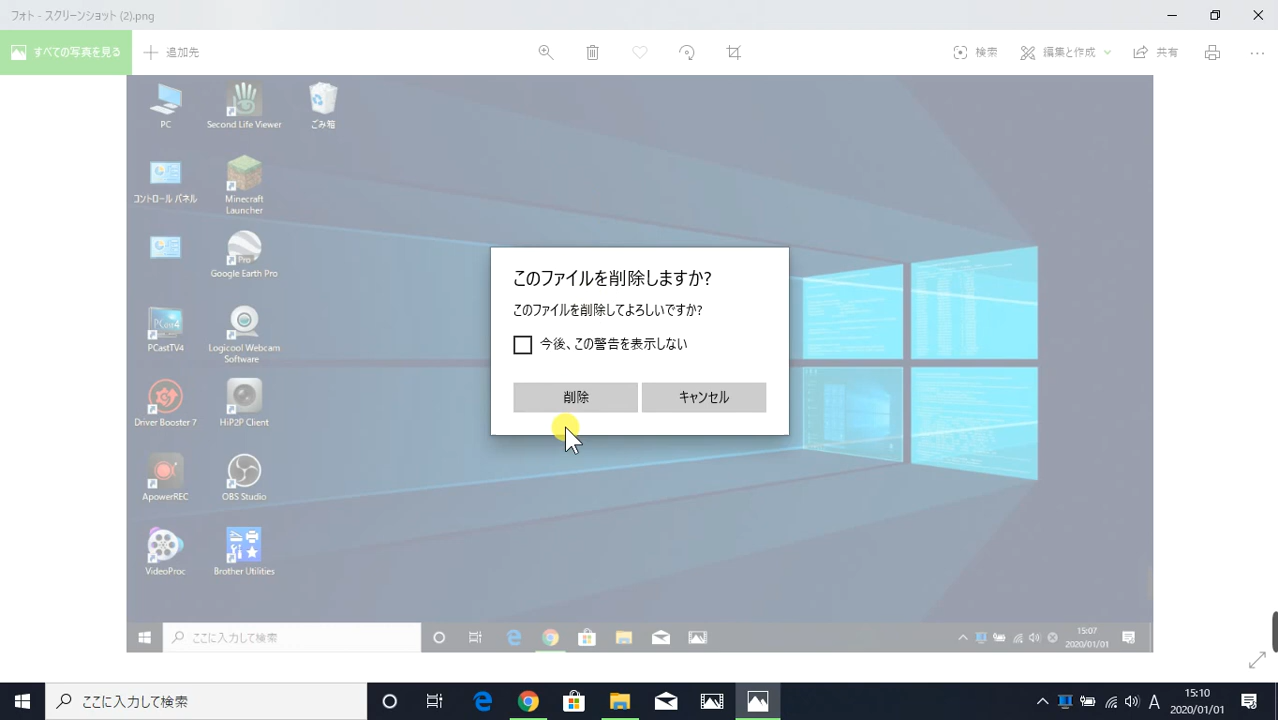 フォト - スクリーンショット (2).png
すべての写真を見る
追加先
検索
編集と作成
共有
PC
Second Life Viewer
ごみ箱
コントロール パネル
Minecraft Launcher
Pro
Google Earth Pro
PCast4
PCastTV4
Logicool Webcam Software
Driver Booster 7
HiP2P Client
ApowerREC
OBS Studio
VideoProc
Brother Utilities
このファイルを削除しますか?
このファイルを削除してよろしいですか?
今後、この警告を表示しない
削除
キャンセル
ここに入力して検索
15:07
2020/01/01
ここに入力して検索
A
15:10
2020/01/01